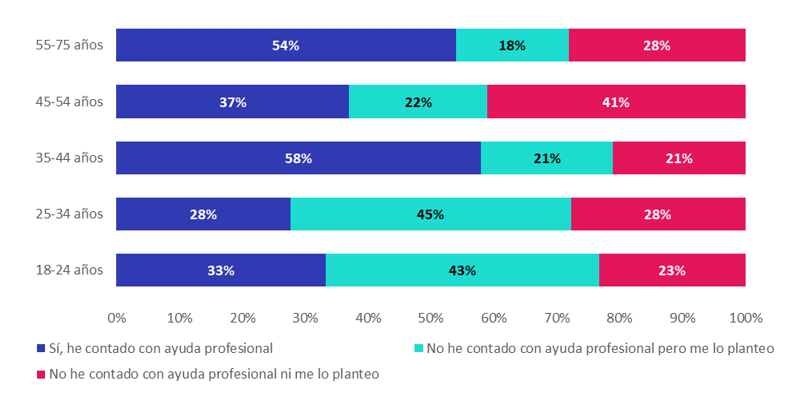 55-75 años 54% 18% 28%
45-54 años 37% 22% 41%
35-44 años 58% 21% 21%
25-34 años 28% 45% 28%
18-24 años 33% 43% 23%
0% 10% 20% 30% 40% 50% 60% 70% 80% 90% 100%
Sí, he contado con ayuda profesional No he contado con ayuda profesional pero me lo planteo
No he contado con ayuda profesional ni me lo planteo